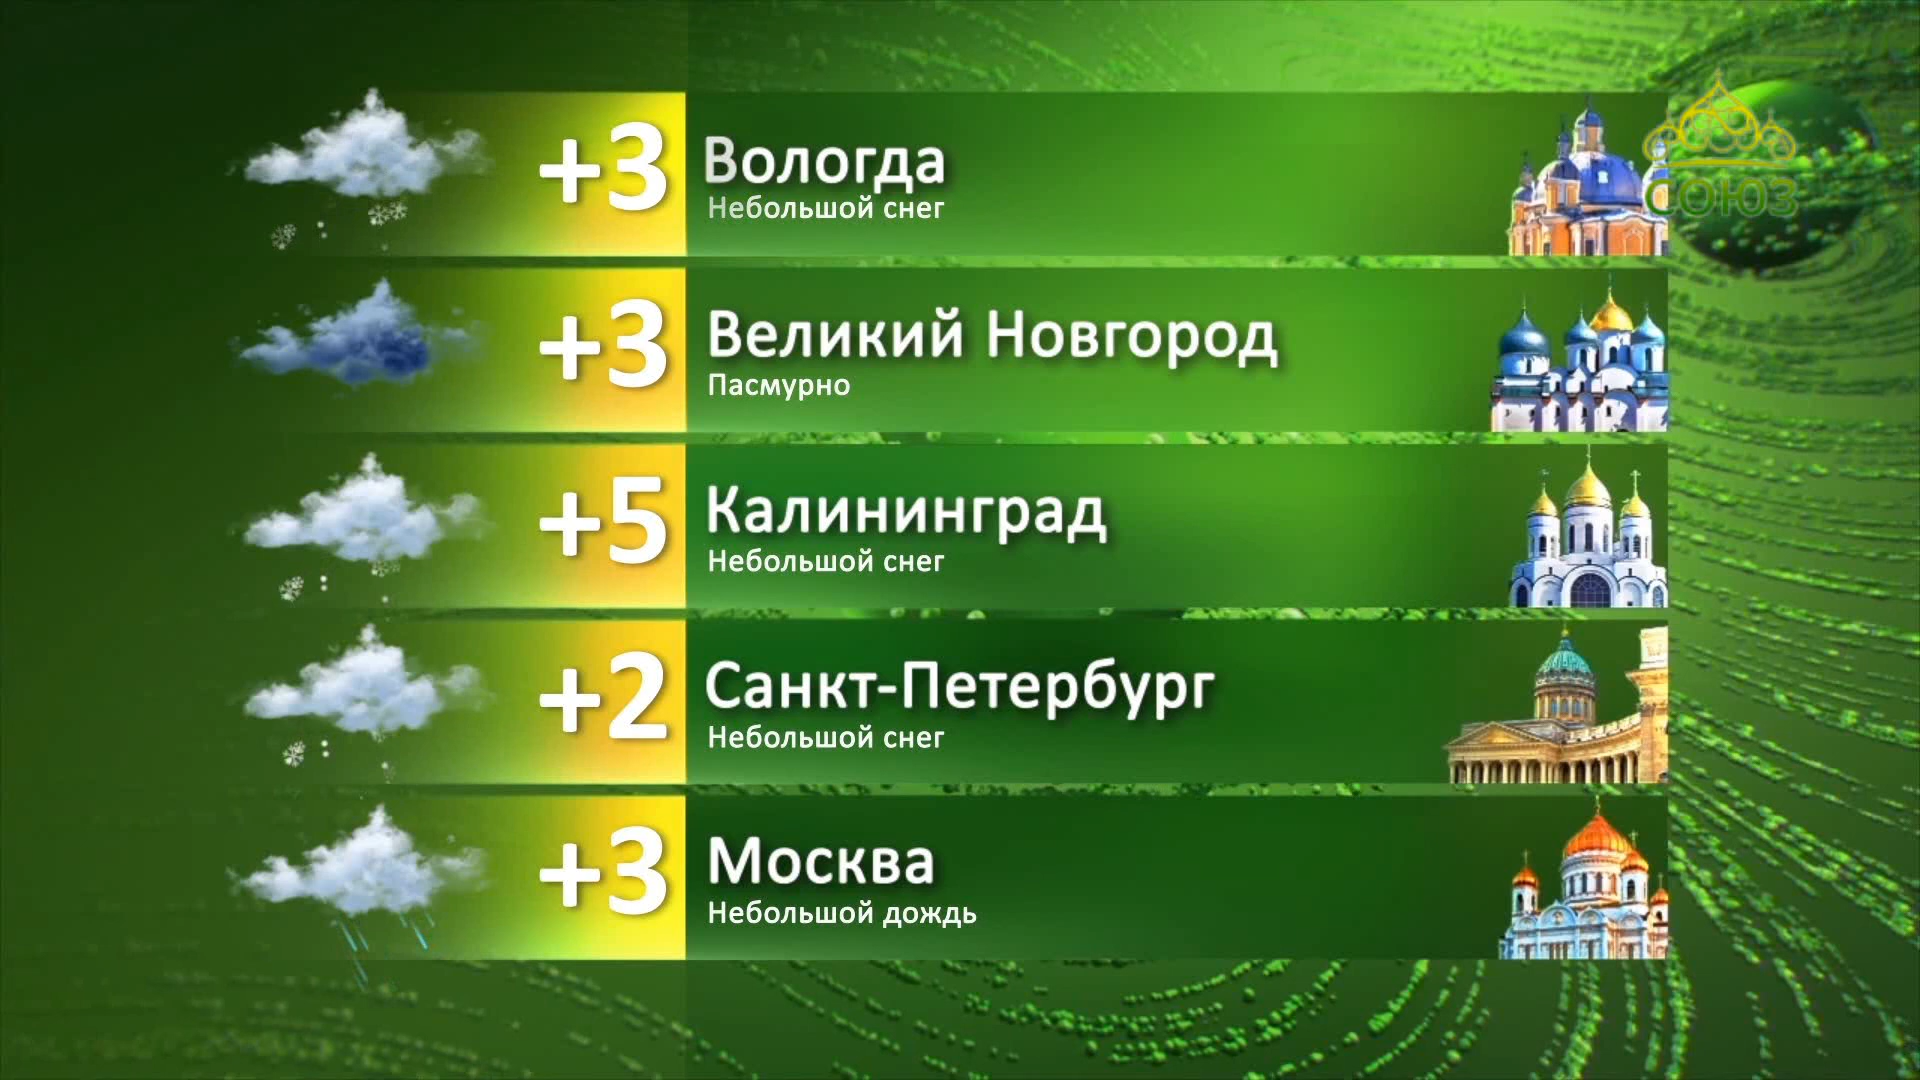 СОЮЗ
+3
Вологда
Небольшой снег
+3
Великий Новгород
Пасмурно
+5
Калининград
Небольшой снег
+2
Санкт-Петербург
Небольшой снег
+3
Москва
Небольшой дождь